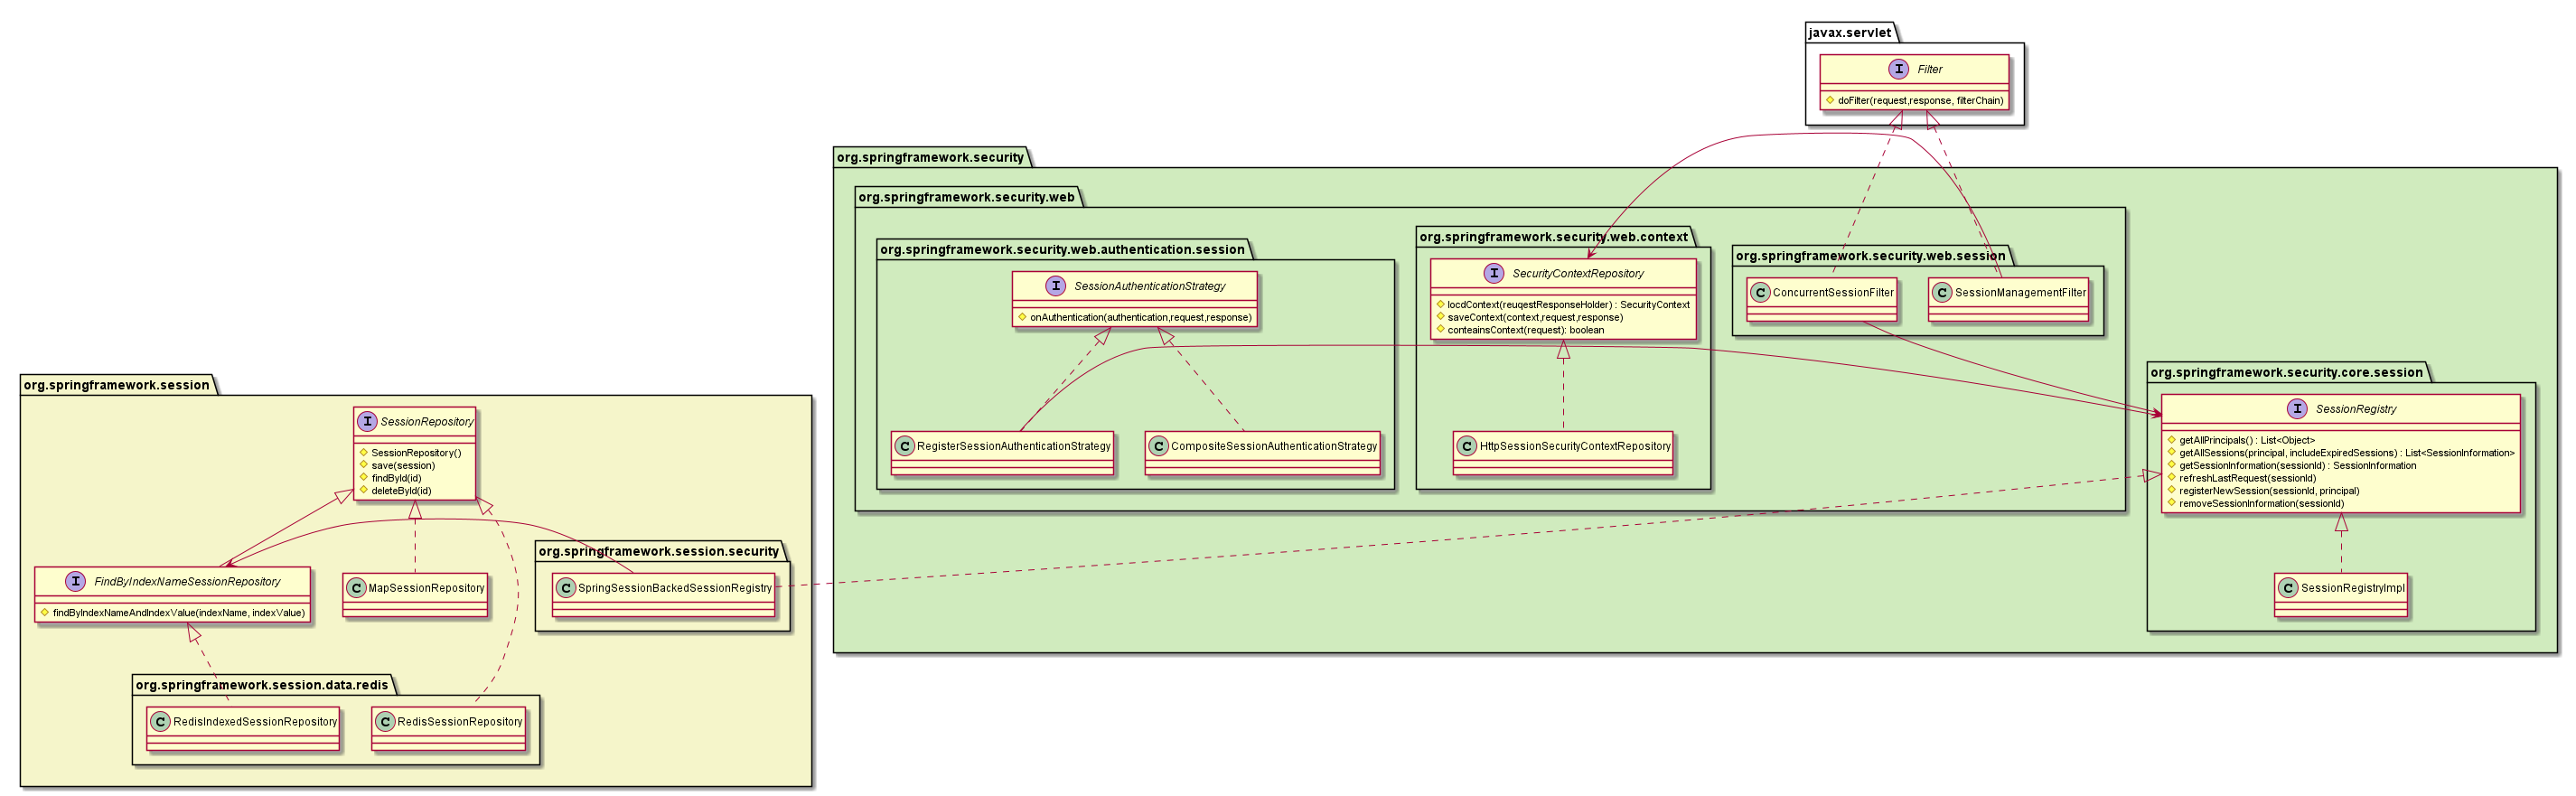 javax.servlet
I Filter
doFilter(request,response, filterChain)
org.springframework.security
org.springframework.security.web
org.springframework.security.web.authentication.session
I SessionAuthenticationStrategy
onAuthentication(authentication,request,response)
C RegisterSessionAuthenticationStrategy
C CompositeSessionAuthenticationStrategy
org.springframework.security.web.context
I SecurityContextRepository
locdContext(reuqestResponseHolder) : SecurityContext
saveContext(context,request,response)
conteainsContext(request): boolean
C HttpSessionSecurityContextRepository
org.springframework.security.web.session
C ConcurrentSessionFilter
C SessionManagementFilter
org.springframework.security.core.session
I SessionRegistry
getAllPrincipals() : List<Object>
getAllSessions(principal, includeExpiredSessions) : List<SessionInformation>
getSessionInformation(sessionId) : SessionInformation
refreshLastRequest(sessionId)
registerNewSession(sessionId, principal)
removeSessionInformation(sessionId)
C SessionRegistryImpl
org.springframework.session
I SessionRepository
SessionRepository()
save(session)
findById(id)
deleteById(id)
I FindByIndexNameSessionRepository
findByIndexNameAndIndexValue(indexName, indexValue)
C MapSessionRepository
org.springframework.session.security
C SpringSessionBackedSessionRegistry
org.springframework.session.data.redis
C RedisIndexedSessionRepository
C RedisSessionRepository